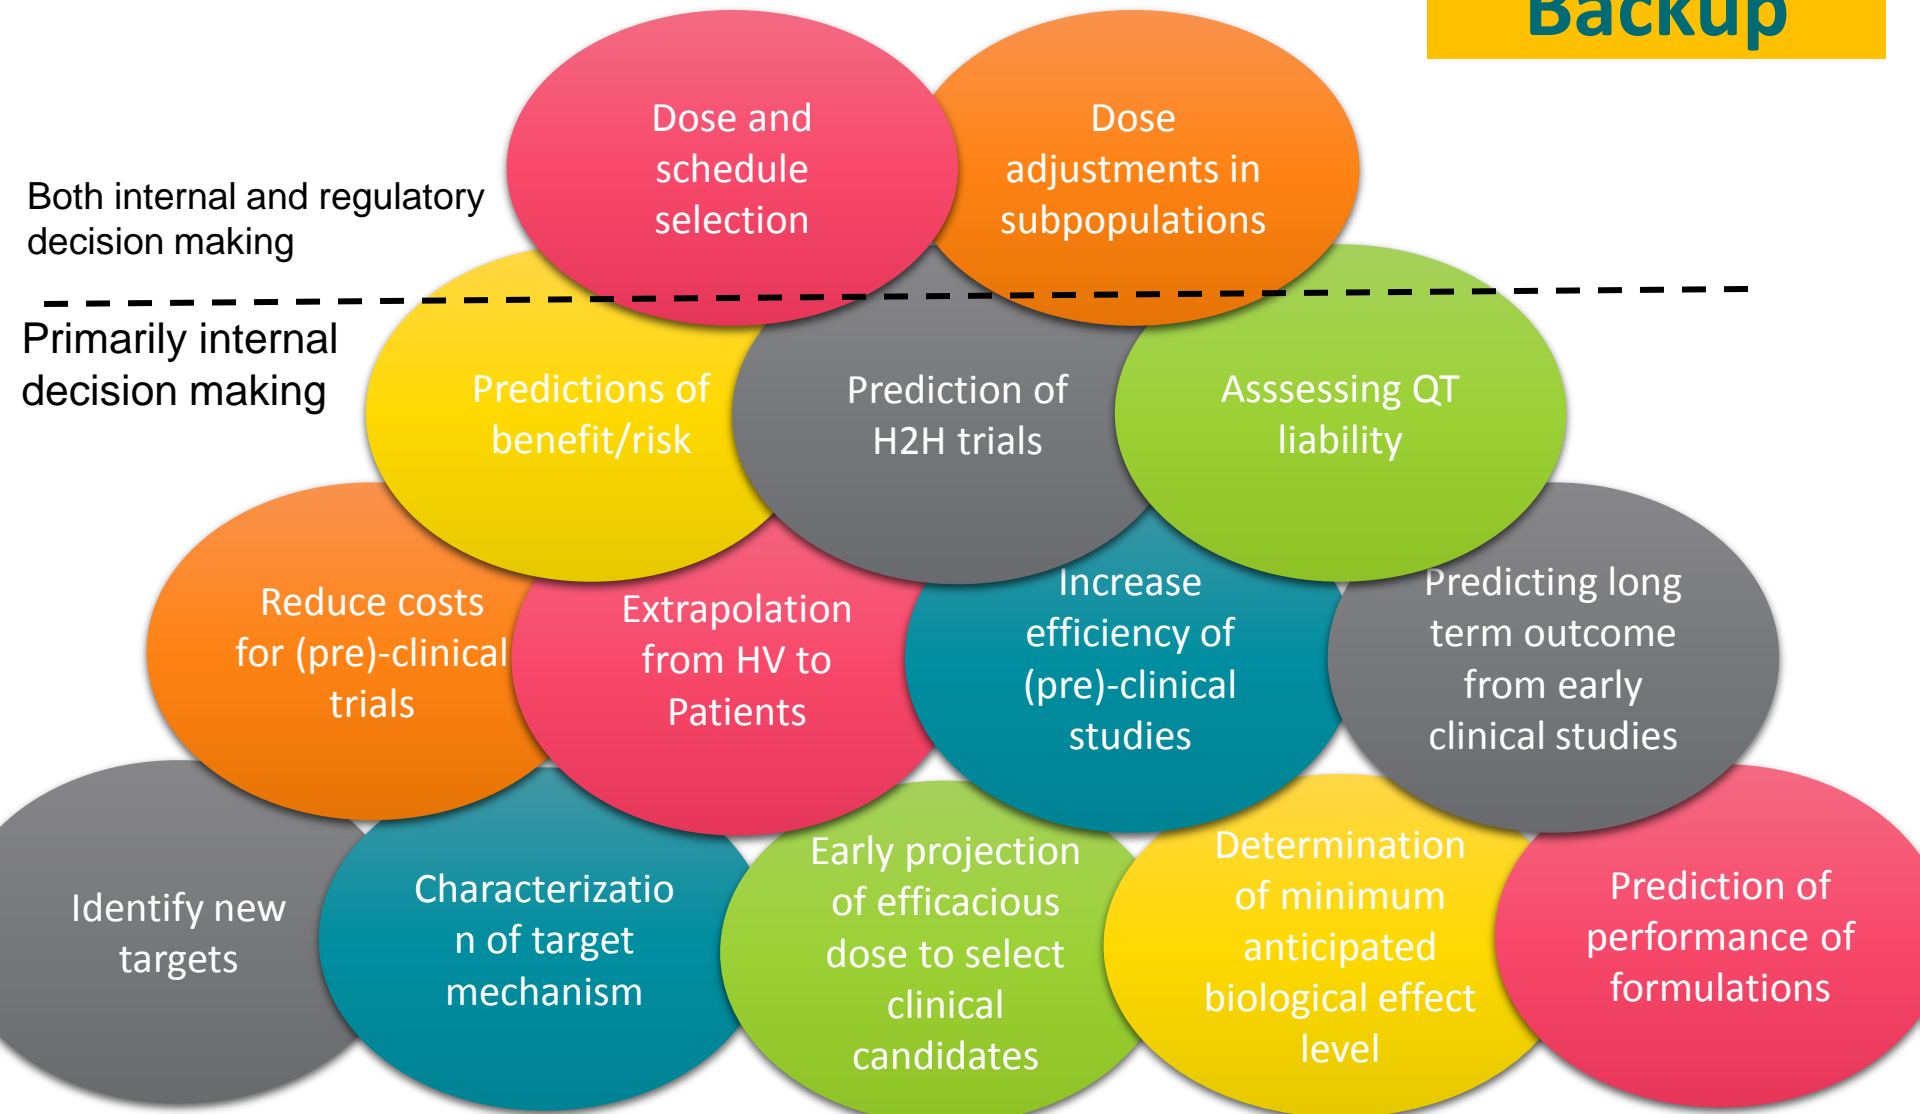 Backup
Dose and
schedule
selection
Dose
adjustments in
subpopulations
Both internal and regulatory
decision making
Primarily internal
decision making
Predictions of
benefit/risk
Prediction of
H2H trials
Asssessing QT
liability
Reduce costs
for (pre)-clinical
trials
Extrapolation
from HV to
Patients
Increase
efficiency of
(pre)-clinical
studies
Predicting long
term outcome
from early
clinical studies
Identify new
targets
Characterizatio
n of target
mechanism
Early projection
of efficacious
dose to select
clinical
candidates
Determination
of minimum
anticipated
biological effect
level
Prediction of
performance of
formulations